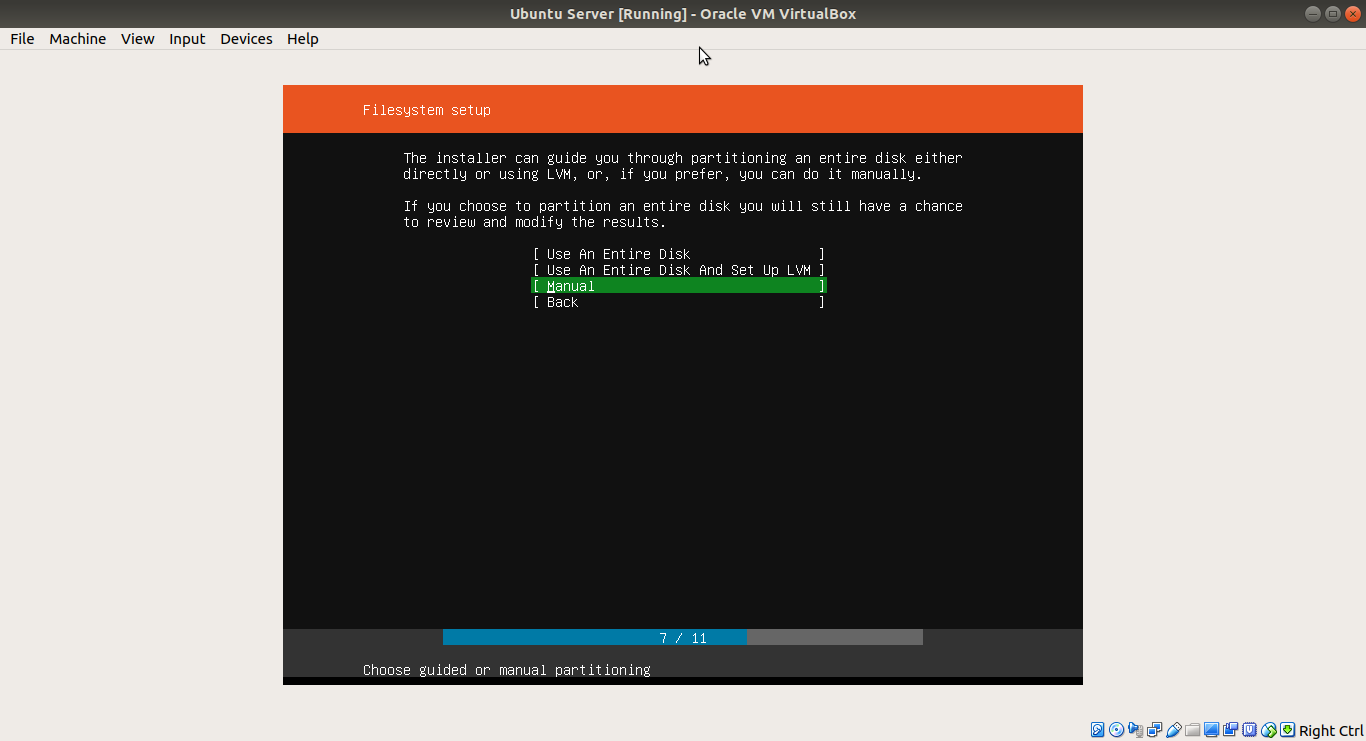 Ubuntu Server [Running] - Oracle VM VirtualBox
File Machine View Input Devices Help
Filesystem setup
The installer can guide you through partitioning an entire disk either
directly or using LVM, or, if you prefer, you can do it manually.
If you choose to partition an entire disk you will still have a chance
to review and modify the results.
[ Use An Entire Disk ]
[ Use An Entire Disk And Set Up LVM ]
[ Manual ]
[ Back ]
7 / 11
Choose guided or manual partitioning
Right Ctrl